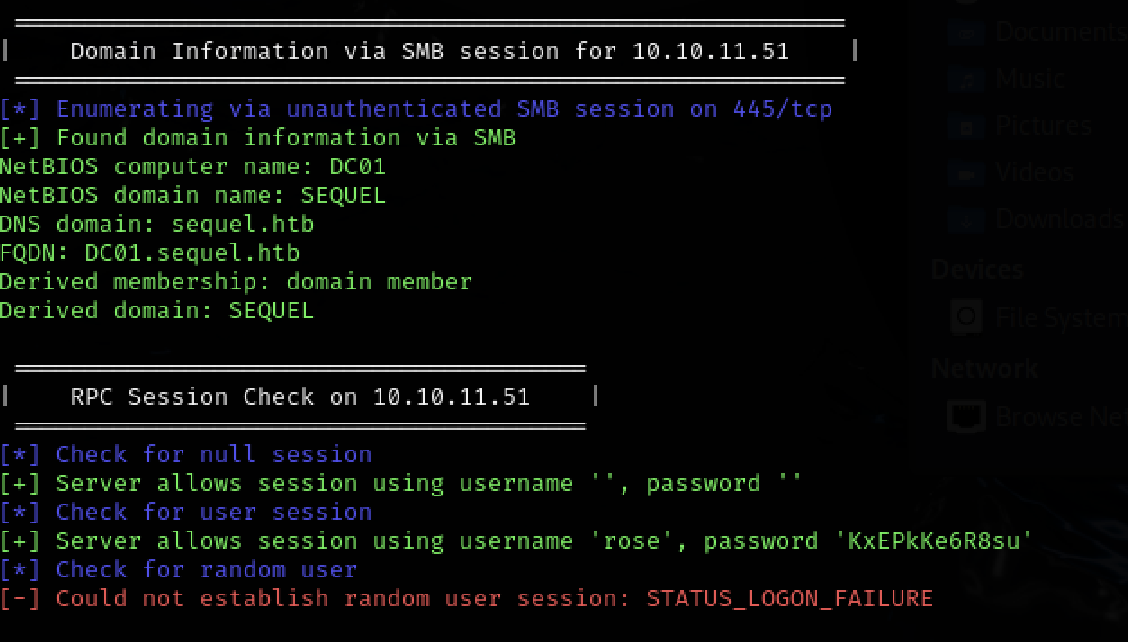 Domain Information via SMB session for 10.10.11.51
[*] Enumerating via unauthenticated SMB session on 445/tcp
[+] Found domain information via SMB
NetBIOS computer name: DC01
NetBIOS domain name: SEQUEL
DNS domain: sequel.htb
FQDN: DC01.sequel.htb
Derived membership: domain member
Derived domain: SEQUEL
RPC Session Check on 10.10.11.51
[*] Check for null session
[+] Server allows session using username '', password ''
[*] Check for user session
[+] Server allows session using username 'rose', password 'KxEPkKe6R8su'
[*] Check for random user
[-] Could not establish random user session: STATUS_LOGON_FAILURE
Documents
Music
Pictures
Videos
Downloads
Devices
File System
Network
Browse Net